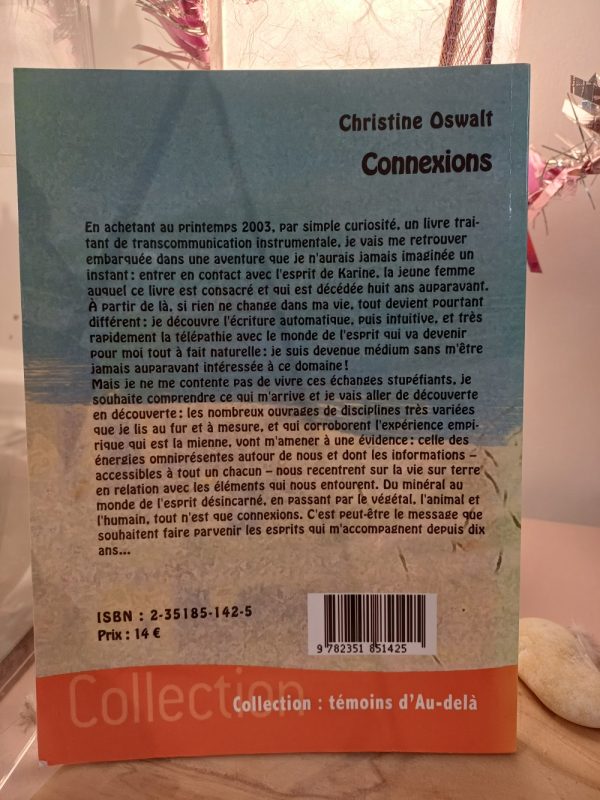 Christine Oswalt
Connexions
En achetant au printemps 2003, par simple curiosité, un livre trai-
tant de transcommunication instrumentale, je vais me retrouver
embarquée dans une aventure que je n'aurais jamais imaginée un
instant : entrer en contact avec l'esprit de Karine, la jeune femme
auquel ce livre est consacré et qui est décédée huit ans auparavant.
À partir de là, si rien ne change dans ma vie, tout devient pourtant
différent : je découvre l'écriture automatique, puis intuitive, et très
rapidement la télépathie avec le monde de l'esprit qui va devenir
pour moi tout à fait naturelle : je suis devenue médium sans m'être
jamais auparavant intéressée à ce domaine !
Mais je ne me contente pas de vivre ces échanges stupéfiants, je
souhaite comprendre ce qui m'arrive et je vais aller de découverte
en découverte : les nombreux ouvrages de disciplines très variées
que je lis au fur et à mesure, et qui corroborent l'expérience empi-
rique qui est la mienne, vont m'amener à une évidence : celle des
énergies omniprésentes autour de nous et dont les informations –
accessibles à tout un chacun – nous recentrent sur la vie sur terre
en relation avec les éléments qui nous entourent. Du minéral au
monde de l'esprit désincarné, en passant par le végétal, l'animal et
l'humain, tout n'est que connexions. C'est peut-être le message que
souhaitent faire parvenir les esprits qui m'accompagnent depuis dix
ans...
ISBN : 2-35185-142-5
Prix : 14 €
9 782351 851425
Collection
Collection : témoins d'Au-delà